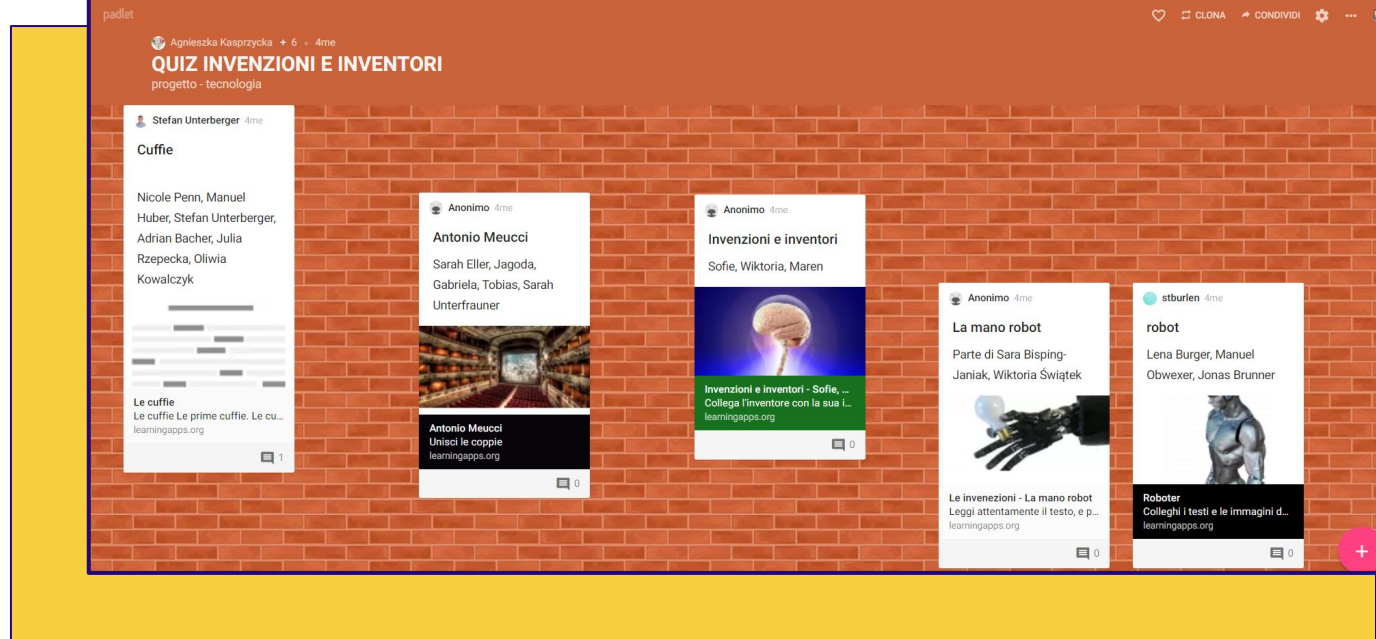 padlet
CLONA
CONDIVIDI
Agnieszka Kasprzycka + 6 • 4me
QUIZ INVENZIONI E INVENTORI
progetto - tecnologia
Stefan Unterberger 4me
Cuffie
Nicole Penn, Manuel
Huber, Stefan Unterberger,
Adrian Bacher, Julia
Rzepecka, Oliwia
Kowalczyk
Le cuffie
Le cuffie Le prime cuffie. Le cu...
learningapps.org
1
Anonimo 4me
Antonio Meucci
Sarah Eller, Jagoda,
Gabriela, Tobias, Sarah
Unterfrauner
Antonio Meucci
Unisci le coppie
learningapps.org
0
Anonimo 4me
Invenzioni e inventori
Sofie, Wiktoria, Maren
Invenzioni e inventori - Sofie, ...
Collega l'inventore con la sua i...
learningapps.org
0
Anonimo 4me
La mano robot
Parte di Sara Bisping-
Janiak, Wiktoria Świątek
Le invenezioni - La mano robot
Leggi attentamente il testo, e p...
learningapps.org
0
stburlen 4me
robot
Lena Burger, Manuel
Obwexer, Jonas Brunner
Roboter
Colleghi i testi e le immagini d...
learningapps.org
0